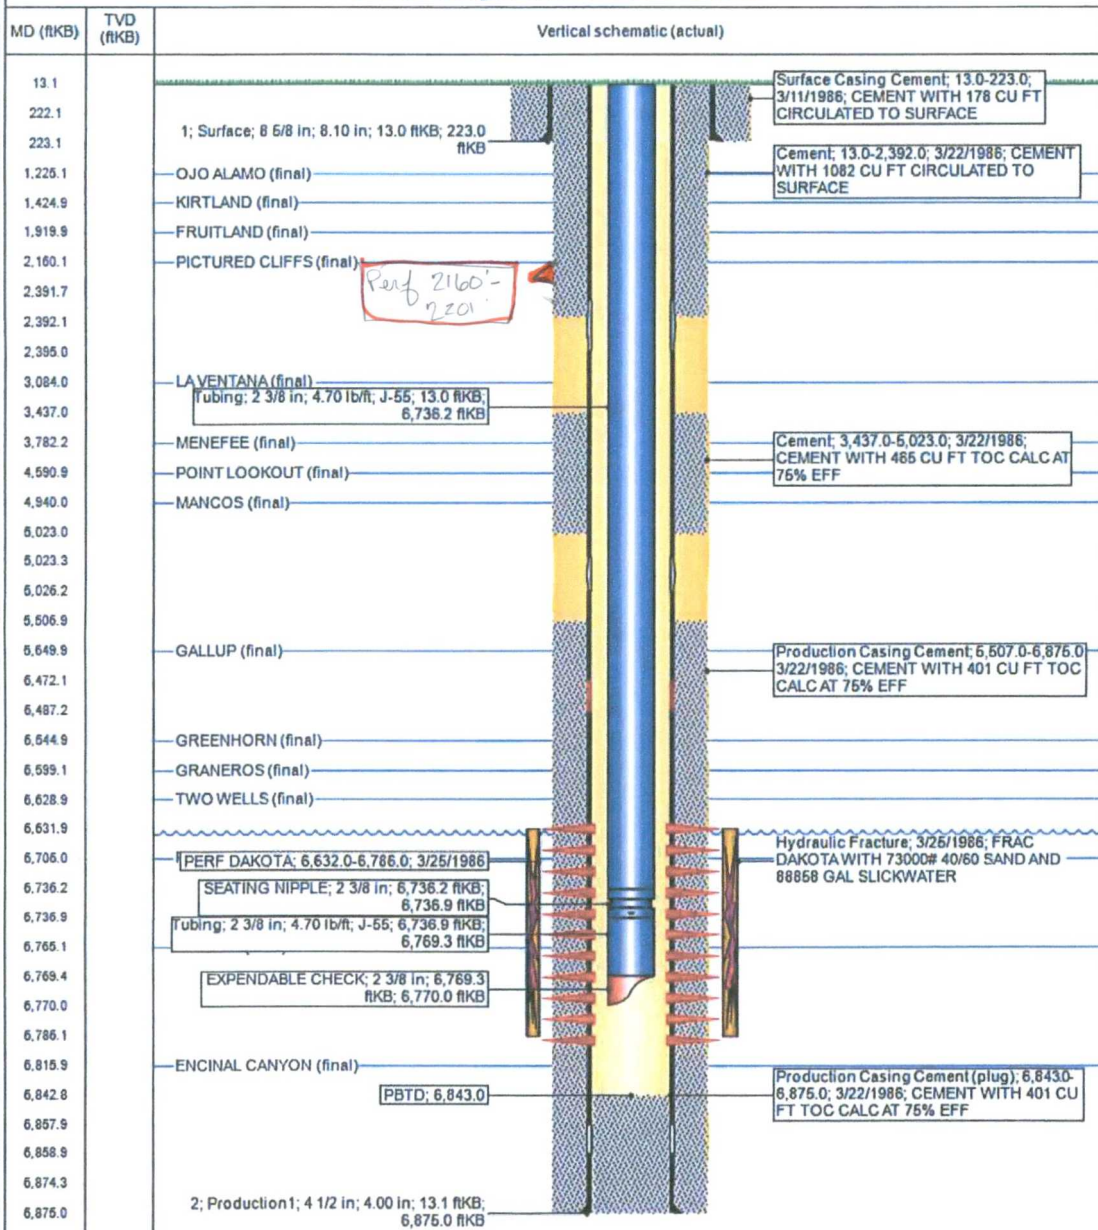 MD (ftKB)
TVD
(ftKB)
Vertical schematic (actual)
13.1
222.1
223.1
1,225.1
1,424.9
1,919.9
2,160.1
2,391.7
2,392.1
2,395.0
3,084.0
3,437.0
3,782.2
4,590.9
4,940.0
5,023.0
5,023.3
5,026.2
5,506.9
5,649.9
6,472.1
6,487.2
6,544.9
6,599.1
6,628.9
6,631.9
6,705.0
6,736.2
6,736.9
6,765.1
6,769.4
6,770.0
6,786.1
6,815.9
6,842.8
6,857.9
6,858.9
6,874.3
6,875.0
1; Surface; 8 5/8 in; 8.10 in; 13.0 ftKB; 223.0
ftKB
OJO ALAMO (final)
KIRTLAND (final)
FRUITLAND (final)
PICTURED CLIFFS (final)
Perf 2160'-
2201'
LA VENTANA (final)
Tubing; 2 3/8 in; 4.70 lb/ft; J-55; 13.0 ftKB;
6,736.2 ftKB
MENEFEE (final)
POINT LOOKOUT (final)
MANCOS (final)
GALLUP (final)
GREENHORN (final)
GRANEROS (final)
TWO WELLS (final)
PERF DAKOTA; 6,632.0-6,786.0; 3/25/1986
SEATING NIPPLE; 2 3/8 in; 6,736.2 ftKB;
6,736.9 ftKB
Tubing; 2 3/8 in; 4.70 lb/ft; J-55; 6,736.9 ftKB;
6,769.3 ftKB
EXPENDABLE CHECK; 2 3/8 in; 6,769.3
ftKB; 6,770.0 ftKB
ENCINAL CANYON (final)
PBTD; 6,843.0
2; Production1; 4 1/2 in; 4.00 in; 13.1 ftKB;
6,875.0 ftKB
Surface Casing Cement; 13.0-223.0;
3/11/1986; CEMENT WITH 178 CU FT
CIRCULATED TO SURFACE
Cement; 13.0-2,392.0; 3/22/1986; CEMENT
WITH 1082 CU FT CIRCULATED TO
SURFACE
Cement; 3,437.0-5,023.0; 3/22/1986;
CEMENT WITH 465 CU FT TOC CALC AT
75% EFF
Production Casing Cement; 5,507.0-6,875.0
3/22/1986; CEMENT WITH 401 CU FT TOC
CALC AT 75% EFF
Hydraulic Fracture; 3/25/1986; FRAC
DAKOTA WITH 73000# 40/60 SAND AND
88858 GAL SLICKWATER
Production Casing Cement (plug); 6,843.0-
6,875.0; 3/22/1986; CEMENT WITH 401 CU
FT TOC CALC AT 75% EFF